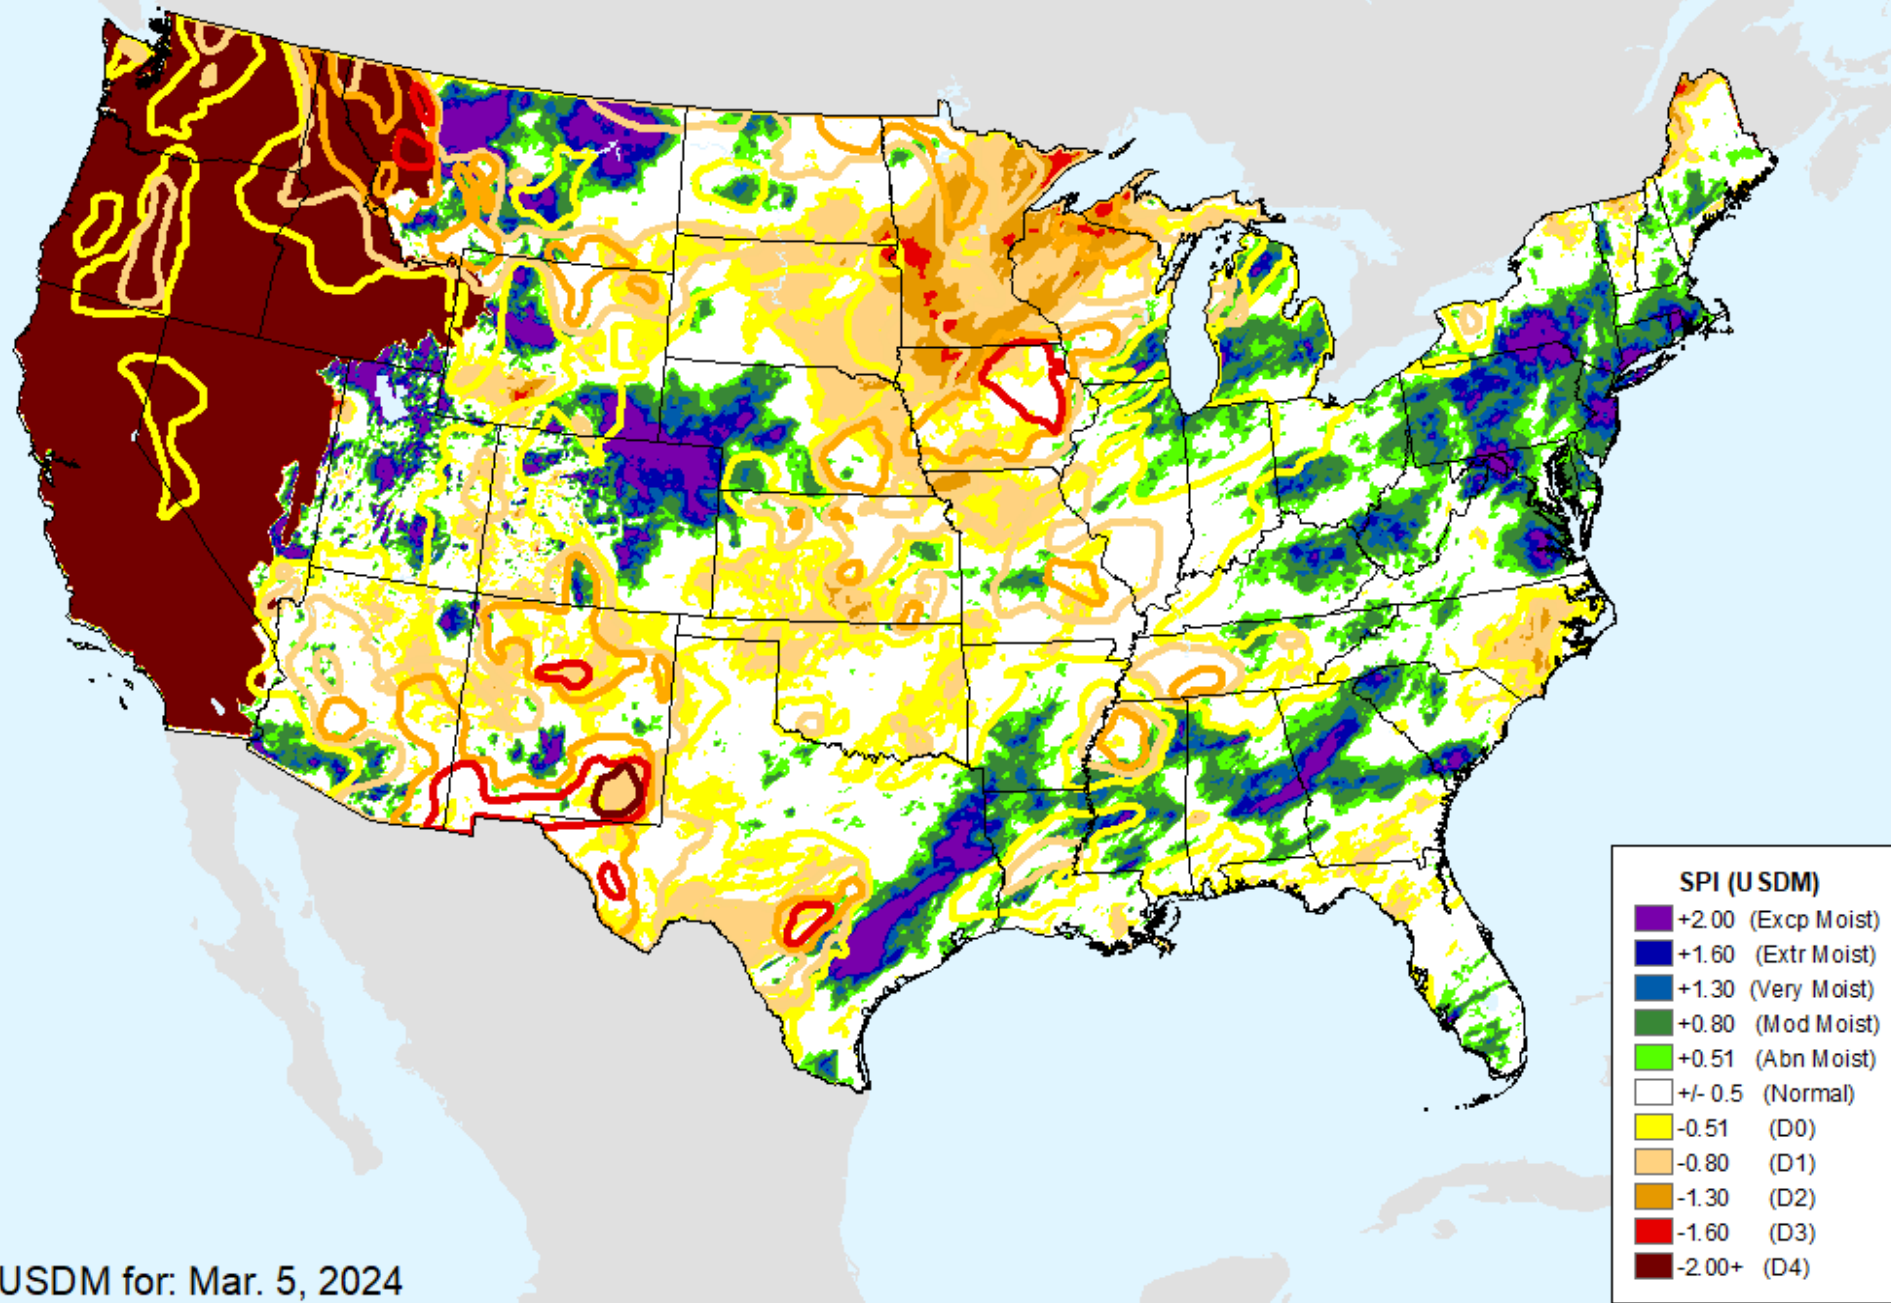 SPI (USDM)
+2.00 (Excp Moist)
+1.60 (Extr Moist)
+1.30 (Very Moist)
+0.80 (Mod Moist)
+0.51 (Abn Moist)
+/- 0.5 (Normal)
-0.51 (D0)
-0.80 (D1)
-1.30 (D2)
-1.60 (D3)
-2.00+ (D4)
USDM for: Mar. 5, 2024